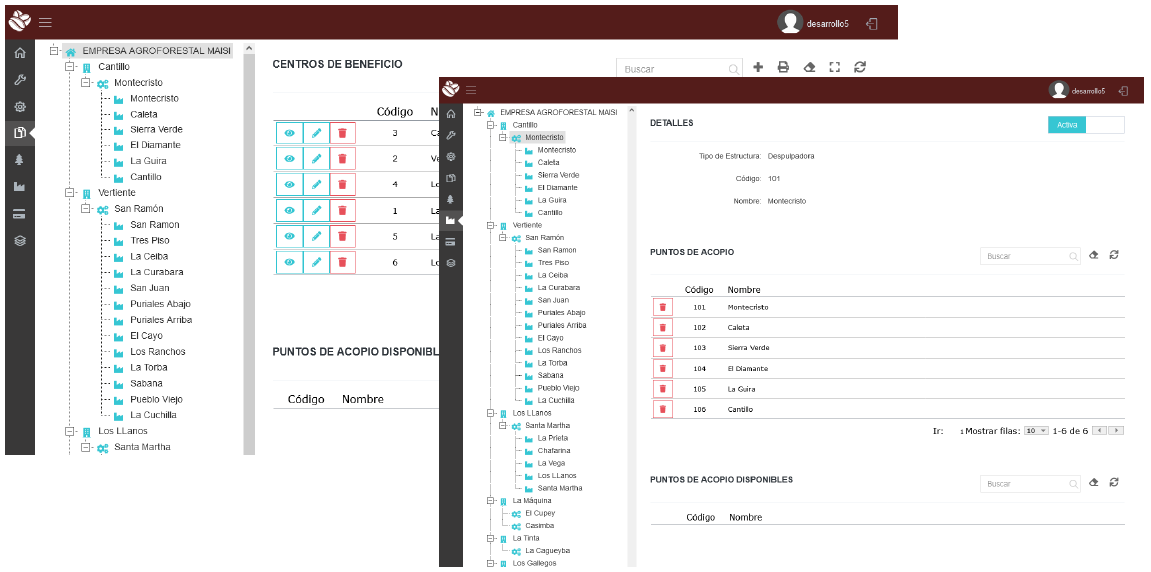 desarrollo5
EMPRESA AGROFORESTAL MAISI
Cantillo
Montecristo
Montecristo
Caleta
Sierra Verde
El Diamante
La Guira
Cantillo
Vertiente
San Ramón
San Ramon
Tres Piso
La Ceiba
La Curabara
San Juan
Puriales Abajo
Puriales Arriba
El Cayo
Los Ranchos
La Torba
Sabana
Pueblo Viejo
La Cuchilla
Los LLanos
Santa Martha
CENTROS DE BENEFICIO
Buscar
Código N
3 Ca
2 Ve
4 Lo
1 La
5 La
6 Lo
PUNTOS DE ACOPIO DISPONIBL
Código Nombre
desarrollo5
EMPRESA AGROFORESTAL MAISI
Cantillo
Montecristo
Montecristo
Caleta
Sierra Verde
El Diamante
La Guira
Cantillo
Vertiente
San Ramón
San Ramon
Tres Piso
La Ceiba
La Curabara
San Juan
Puriales Abajo
Puriales Arriba
El Cayo
Los Ranchos
La Torba
Sabana
Pueblo Viejo
La Cuchilla
Los LLanos
Santa Martha
La Prieta
Chafarina
La Vega
Los LLanos
Santa Martha
La Máquina
El Cupey
Casimba
La Tinta
La Cagueyba
Los Gallegos
DETALLES
Activa
Tipo de Estructura: Despulpadora
Código: 101
Nombre: Montecristo
PUNTOS DE ACOPIO
Buscar
Código Nombre
101 Montecristo
102 Caleta
103 Sierra Verde
104 El Diamante
105 La Guira
106 Cantillo
Ir: 1 Mostrar filas: 10 1-6 de 6
PUNTOS DE ACOPIO DISPONIBLES
Buscar
Código Nombre